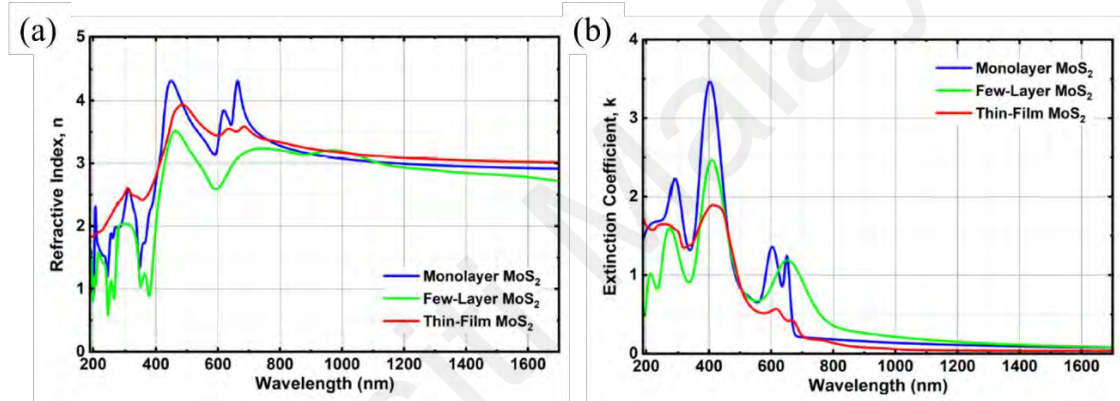 (a)
5
4
3
2
1
0
Refractive Index, n
Monolayer MoS₂
Few-Layer MoS₂
Thin-Film MoS₂
200 400 600 800 1000 1200 1400 1600
Wavelength (nm)
(b)
4
3
2
1
0
Extinction Coefficient, k
Monolayer MoS₂
Few-Layer MoS₂
Thin-Film MoS₂
200 400 600 800 1000 1200 1400 1600
Wavelength (nm)